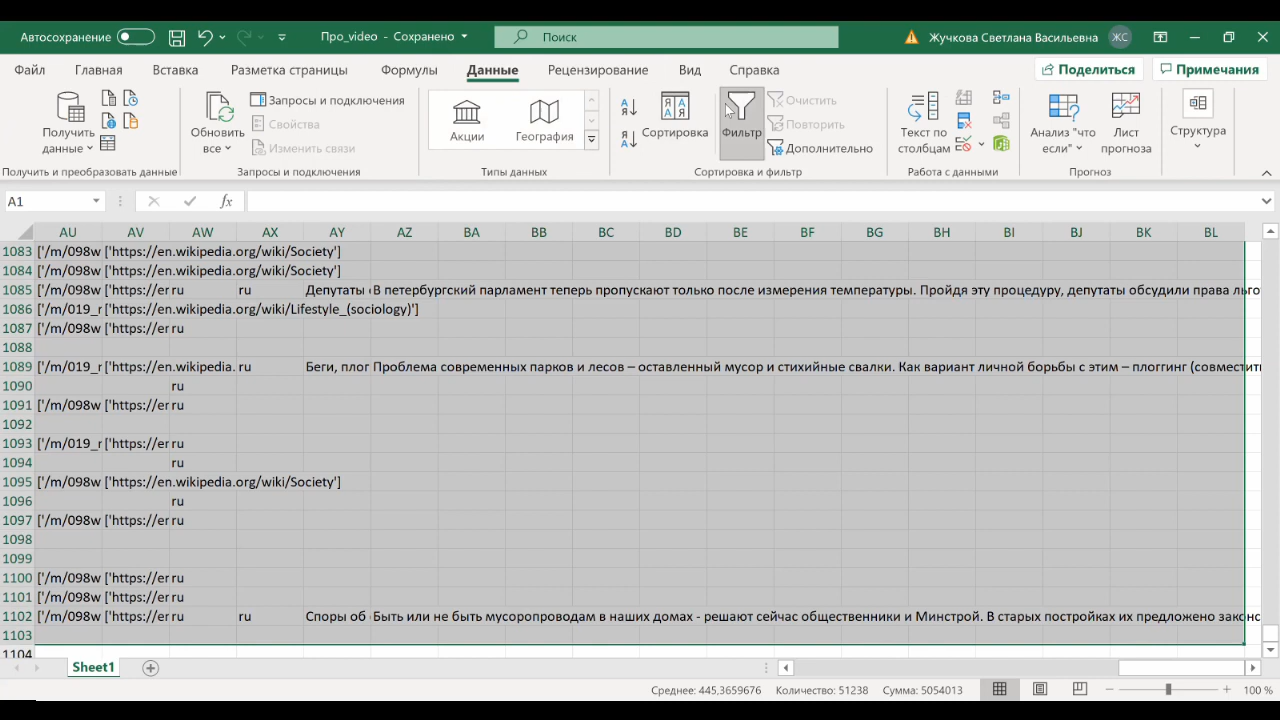 Автосохранение
Про_video - Сохранено
Поиск
Жучкова Светлана Васильевна
ЖС
Файл Главная Вставка Разметка страницы Формулы Данные Рецензирование Вид Справка
Поделиться
Примечания
Получить данные
Обновить все
Запросы и подключения
Свойства
Изменить связи
Акции
География
Сортировка
Фильтр
Очистить
Повторить
Дополнительно
Текст по столбцам
Анализ "что если"
Лист прогноза
Структура
Получить и преобразовать данные
Запросы и подключения
Типы данных
Сортировка и фильтр
Работа с данными
Прогноз
A1
fx
AU AV AW AX AY AZ BA BB BC BD BE BF BG BH BI BJ BK BL
1083 ['/m/098w ['https://en.wikipedia.org/wiki/Society']
1084 ['/m/098w ['https://en.wikipedia.org/wiki/Society']
1085 ['/m/098w ['https://er ru ru Депутаты В петербургский парламент теперь пропускают только после измерения температуры. Пройдя эту процедуру, депутаты обсудили права льго
1086 ['/m/019_r ['https://en.wikipedia.org/wiki/Lifestyle_(sociology)']
1087 ['/m/098w ['https://er ru
1088
1089 ['/m/019_r ['https://en.wikipedia. ru Беги, плог Проблема современных парков и лесов – оставленный мусор и стихийные свалки. Как вариант личной борьбы с этим – плоггинг (совместить
1090 ru
1091 ['/m/098w ['https://er ru
1092
1093 ['/m/019_r ['https://er ru
1094 ru
1095 ['/m/098w ['https://en.wikipedia.org/wiki/Society']
1096 ru
1097 ['/m/098w ['https://er ru
1098
1099
1100 ['/m/098w ['https://er ru
1101 ['/m/098w ['https://er ru
1102 ['/m/098w ['https://er ru ru Споры об Быть или не быть мусоропроводам в наших домах - решают сейчас общественники и Минстрой. В старых постройках их предложено законс
1103
1104
Sheet1
Среднее: 445,3659676 Количество: 51238 Сумма: 5054013
100 %